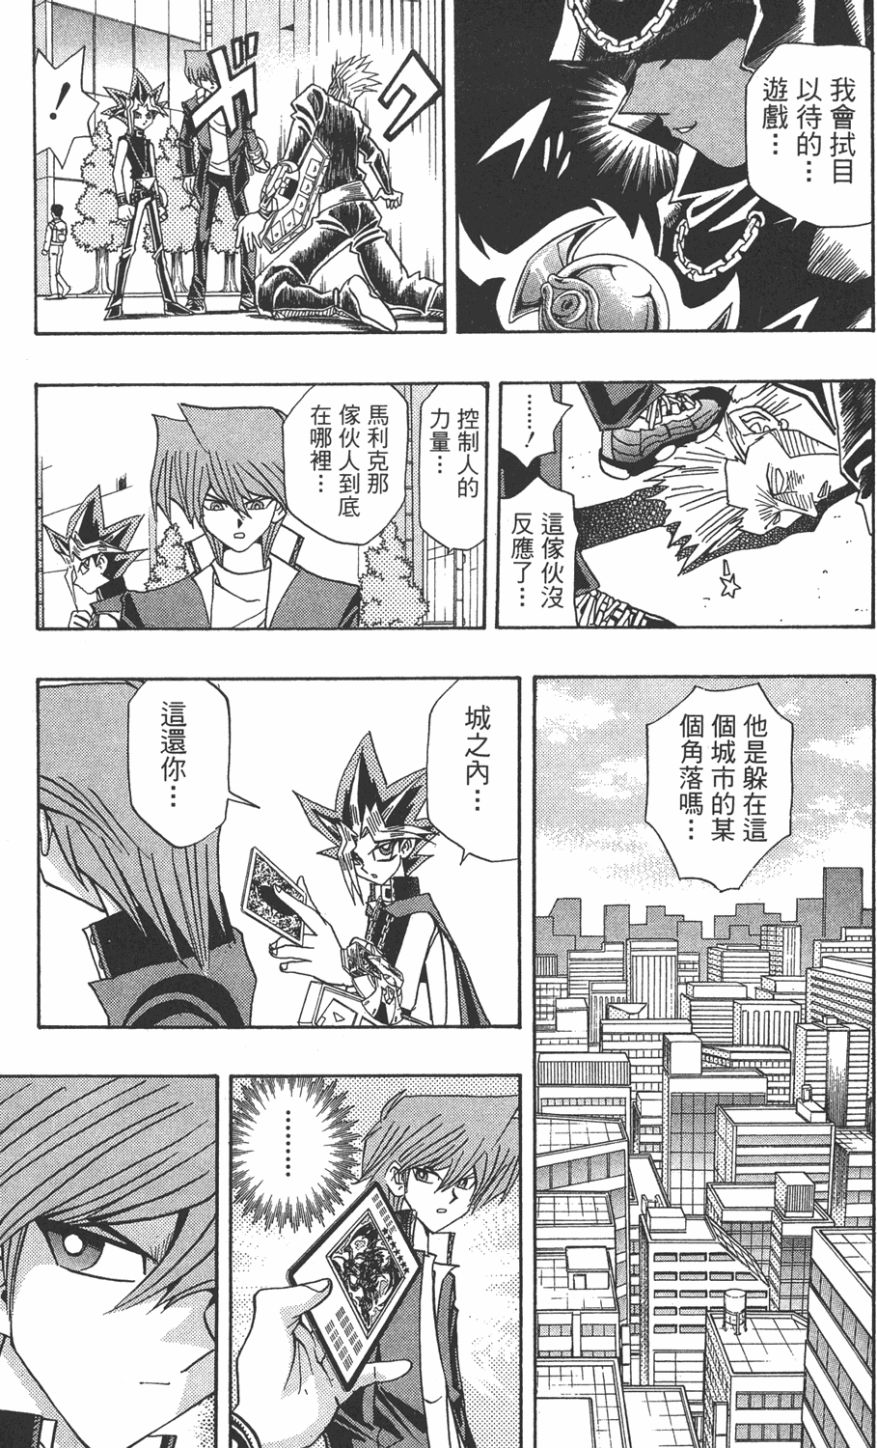 我會拭目
以待的…
遊戲…
ガク
！
這傢伙沒
反應了…
……！
控制人的
力量…
馬利克那
傢伙人到底
在哪裡…
他是躲在這
個城市的某
個角落嗎…
城之內…
這還你…
………